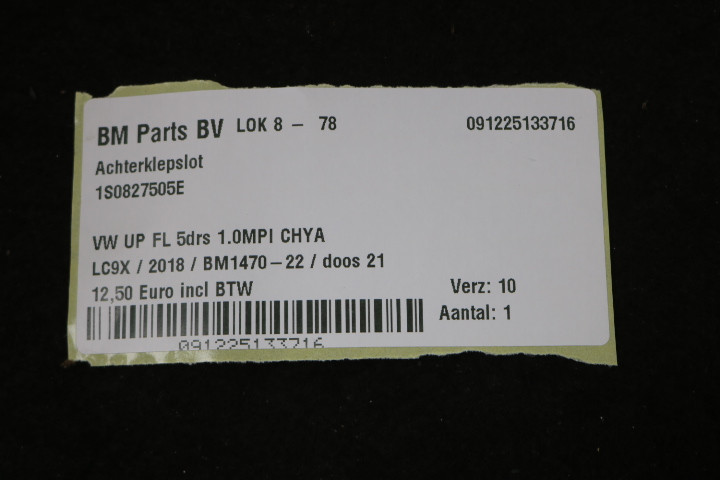 BM Parts BV LOK 8 - 78 091225133716
Achterklepslot
1S0827505E
VW UP FL 5drs 1.0MPI CHYA
LC9X / 2018 / BM1470-22 / doos 21
12,50 Euro incl BTW Verz: 10
Aantal: 1
091225133716